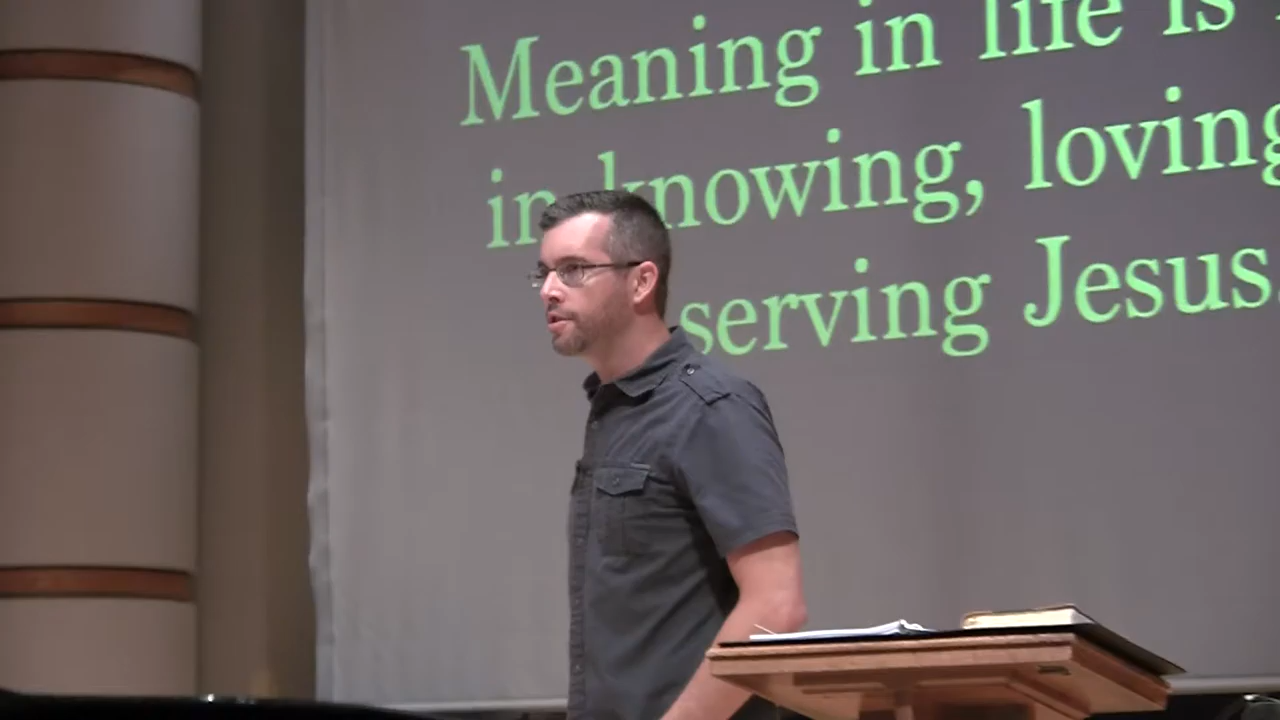 Meaning in life is
in knowing, loving
serving Jesus.